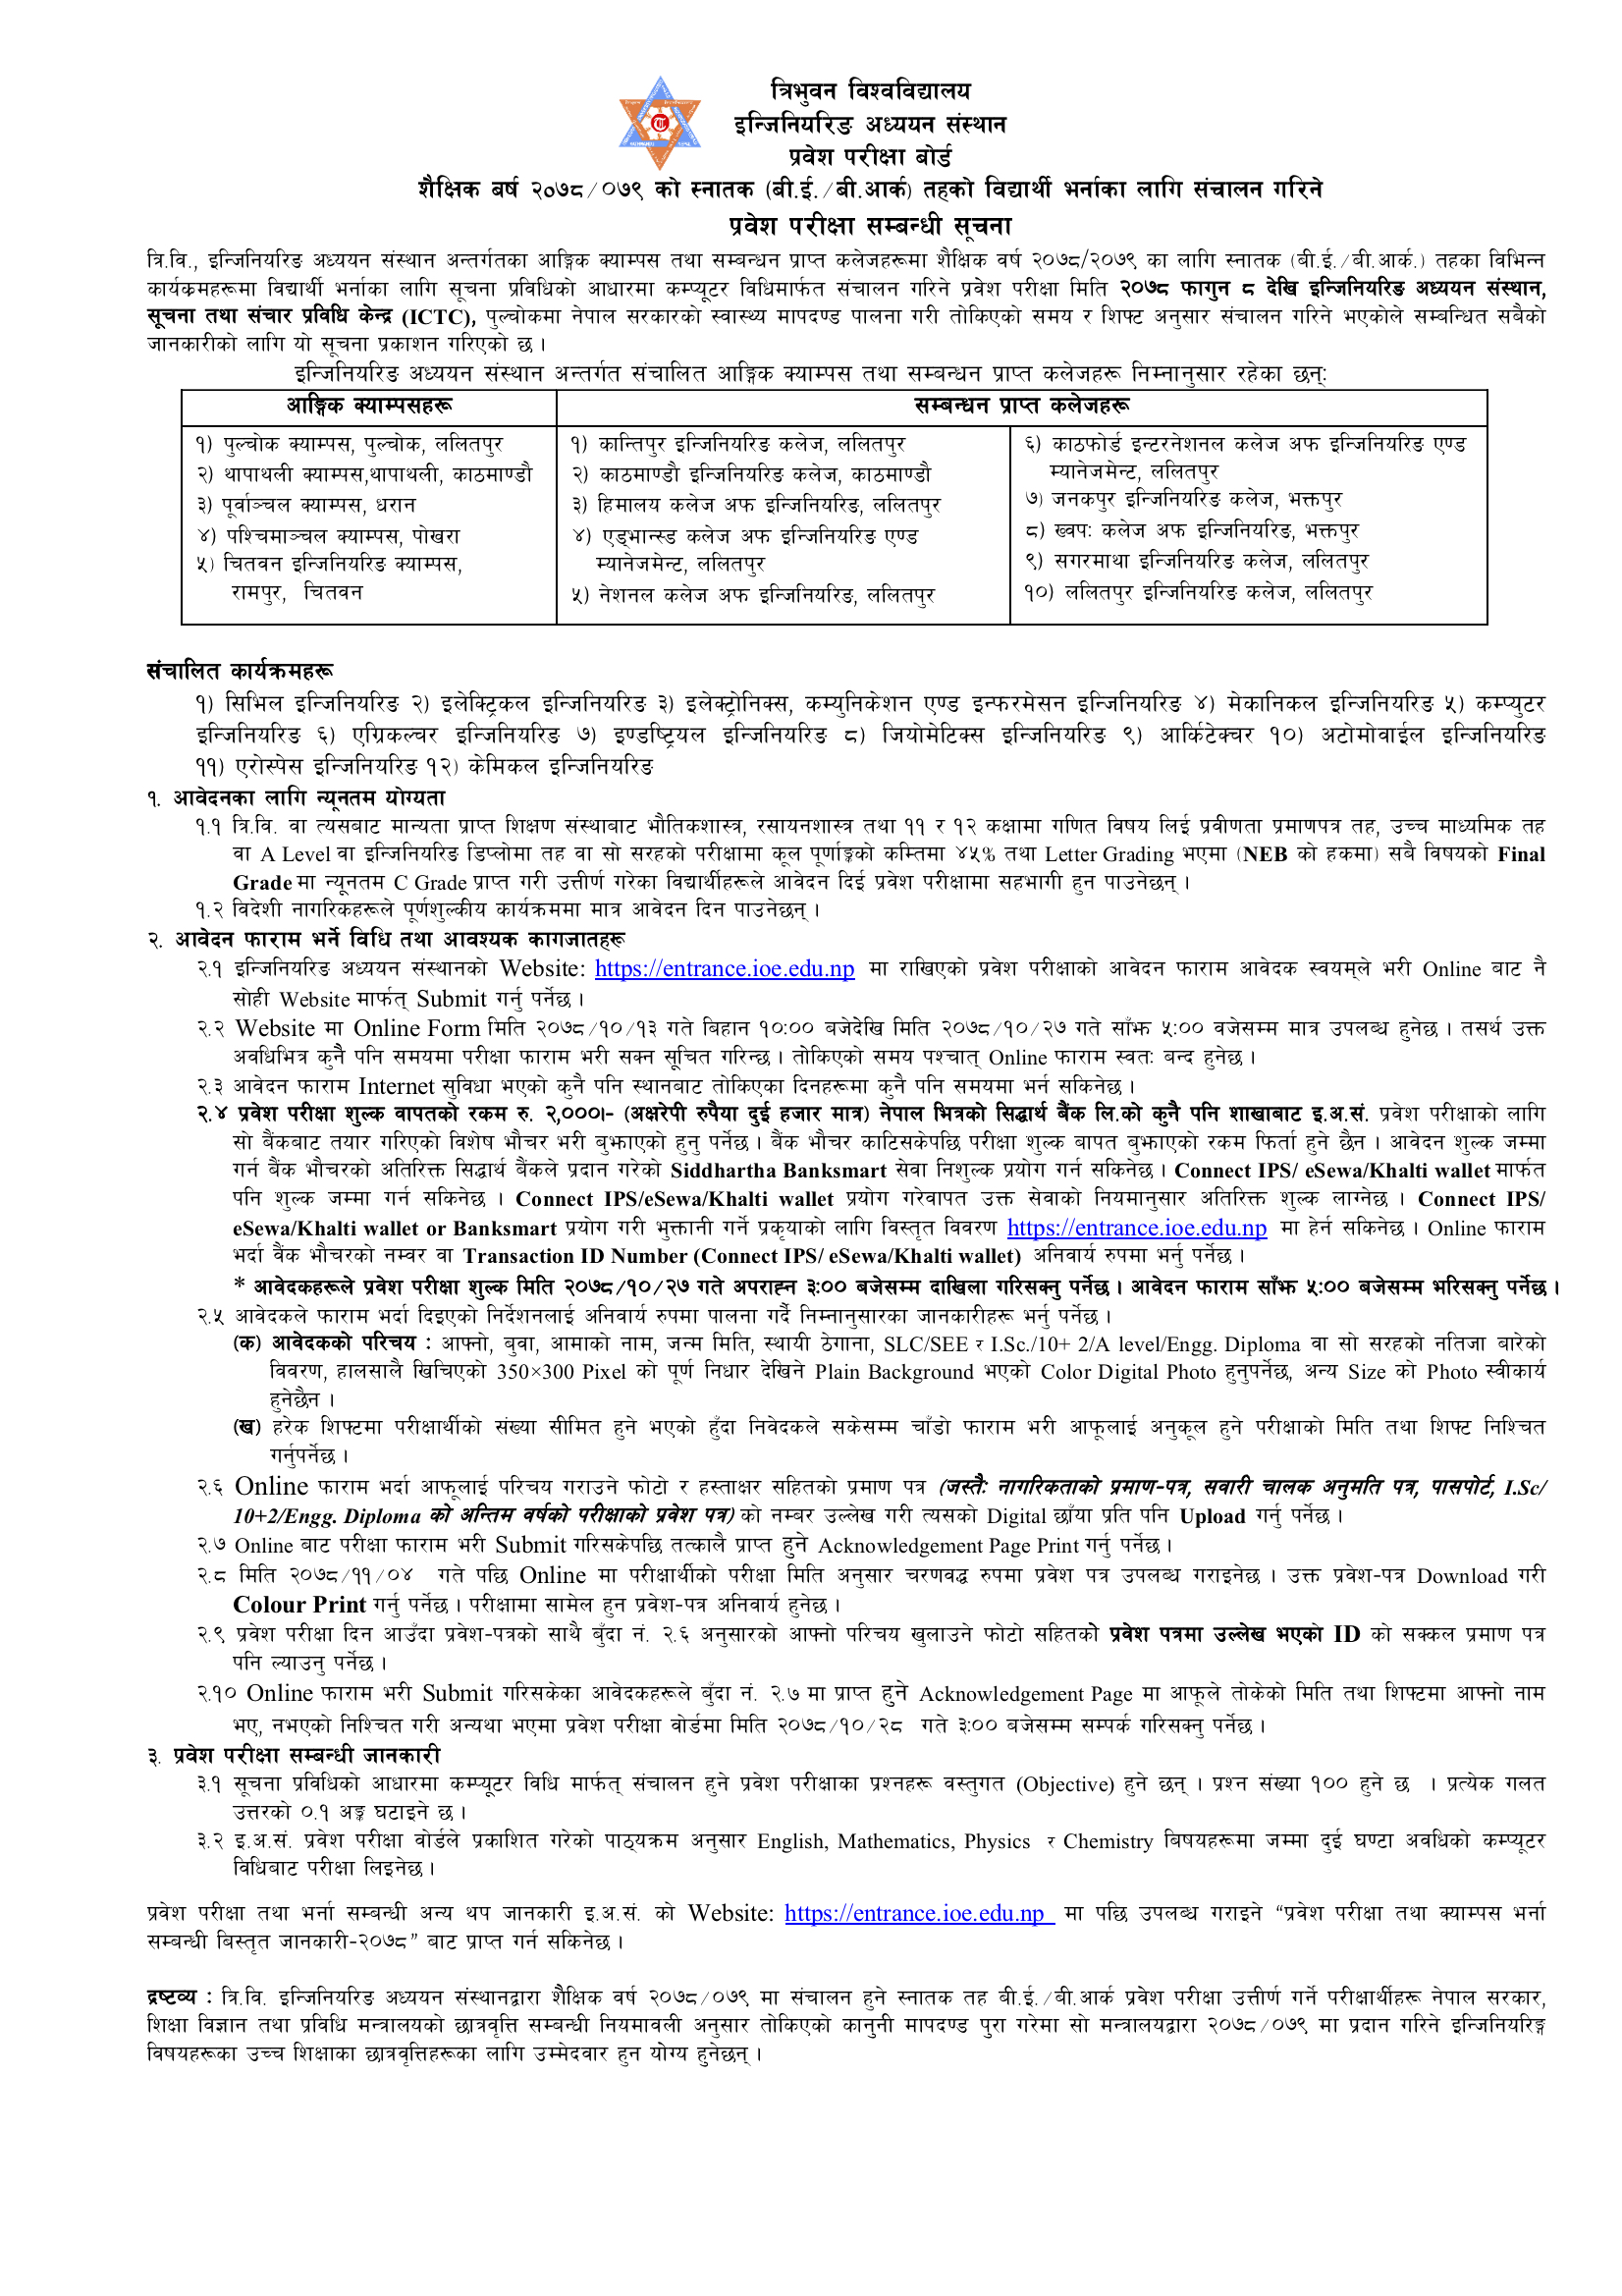 त्रिभुवन विश्वविद्यालय
इन्जिनियरिङ अध्ययन संस्थान
प्रवेश परीक्षा बोर्ड
शैक्षिक बर्ष २०७८/०७९ को स्नातक (बी.ई./बी.आर्क) तहको विद्यार्थी भर्नाका लागि संचालन गरिने
प्रवेश परीक्षा सम्बन्धी सूचना
त्रि.वि., इन्जिनियरिङ अध्ययन संस्थान अन्तर्गतका आङ्गिक क्याम्पस तथा सम्बन्धन प्राप्त कलेजहरूमा शैक्षिक वर्ष २०७८/२०७९ का लागि स्नातक (बी.ई./बी.आर्क.) तहका विभिन्न
कार्यक्रमहरूमा विद्यार्थी भर्नाका लागि सूचना प्रविधिको आधारमा कम्प्यूटर विधिमार्फत संचालन गरिने प्रवेश परीक्षा मिति २०७८ फागुन ८ देखि इन्जिनियरिङ अध्ययन संस्थान,
सूचना तथा संचार प्रविधि केन्द्र (ICTC), पुल्चोकमा नेपाल सरकारको स्वास्थ्य मापदण्ड पालना गरी तोकिएको समय र शिफ्ट अनुसार संचालन गरिने भएकोले सम्बन्धित सबैको
जानकारीको लागि यो सूचना प्रकाशन गरिएको छ ।
इन्जिनियरिङ अध्ययन संस्थान अन्तर्गत संचालित आङ्गिक क्याम्पस तथा सम्बन्धन प्राप्त कलेजहरू निम्नानुसार रहेका छन्:
आङ्गिक क्याम्पसहरू
१) पुल्चोक क्याम्पस, पुल्चोक, ललितपुर
२) थापाथली क्याम्पस,थापाथली, काठमाण्डौ
३) पूर्वाञ्चल क्याम्पस, धरान
४) पश्चिमाञ्चल क्याम्पस, पोखरा
५) चितवन इन्जिनियरिङ क्याम्पस,
रामपुर, चितवन
सम्बन्धन प्राप्त कलेजहरू
१) कान्तिपुर इन्जिनियरिङ कलेज, ललितपुर
२) काठमाण्डौ इन्जिनियरिङ कलेज, काठमाण्डौ
३) हिमालय कलेज अफ इन्जिनियरिङ, ललितपुर
४) एड्भान्स्ड कलेज अफ इन्जिनियरिङ एण्ड
म्यानेजमेन्ट, ललितपुर
५) नेशनल कलेज अफ इन्जिनियरिङ, ललितपुर
६) काठफोर्ड इन्टरनेशनल कलेज अफ इन्जिनियरिङ एण्ड
म्यानेजमेन्ट, ललितपुर
७) जनकपुर इन्जिनियरिङ कलेज, भक्तपुर
८) ख्वपः कलेज अफ इन्जिनियरिङ, भक्तपुर
९) सगरमाथा इन्जिनियरिङ कलेज, ललितपुर
१०) ललितपुर इन्जिनियरिङ कलेज, ललितपुर
संचालित कार्यक्रमहरू
१) सिभिल इन्जिनियरिङ २) इलेक्ट्रिकल इन्जिनियरिङ ३) इलेक्ट्रोनिक्स, कम्युनिकेशन एण्ड इन्फरमेसन इन्जिनियरिङ ४) मेकानिकल इन्जिनियरिङ ५) कम्प्युटर
इन्जिनियरिङ ६) एग्रिकल्चर इन्जिनियरिङ ७) इण्डष्ट्रियल इन्जिनियरिङ ८) जियोमेटिक्स इन्जिनियरिङ ९) आर्किटेक्चर १०) अटोमोवाईल इन्जिनियरिङ
११) एरोस्पेस इन्जिनियरिङ १२) केमिकल इन्जिनियरिङ
१. आवेदनका लागि न्यूनतम योग्यता
१.१ त्रि.वि. वा त्यसबाट मान्यता प्राप्त शिक्षण संस्थाबाट भौतिकशास्त्र, रसायनशास्त्र तथा ११ र १२ कक्षामा गणित विषय लिई प्रवीणता प्रमाणपत्र तह, उच्च माध्यमिक तह
वा A Level वा इन्जिनियरिङ डिप्लोमा तह वा सो सरहको परीक्षामा कूल पूर्णाङ्कको कम्तिमा ४५% तथा Letter Grading भएमा (NEB को हकमा) सबै विषयको Final
Grade मा न्यूनतम C Grade प्राप्त गरी उत्तीर्ण गरेका विद्यार्थीहरूले आवेदन दिई प्रवेश परीक्षामा सहभागी हुन पाउनेछन् ।
१.२ विदेशी नागरिकहरूले पूर्णशुल्कीय कार्यक्रममा मात्र आवेदन दिन पाउनेछन् ।
२. आवेदन फाराम भर्ने विधि तथा आवश्यक कागजातहरू
२.१ इन्जिनियरिङ अध्ययन संस्थानको Website: https://entrance.ioe.edu.np मा राखिएको प्रवेश परीक्षाको आवेदन फाराम आवेदक स्वयम्ले भरी Online बाट नै
सोही Website मार्फत् Submit गर्नु पर्नेछ ।
२.२ Website मा Online Form मिति २०७८/१०/१३ गते बिहान १०:०० बजेदेखि मिति २०७८/१०/२७ गते साँझ ५:०० वजेसम्म मात्र उपलब्ध हुनेछ । तसर्थ उक्त
अवधिभित्र कुनै पनि समयमा परीक्षा फाराम भरी सक्न सूचित गरिन्छ । तोकिएको समय पश्चात् Online फाराम स्वतः बन्द हुनेछ ।
२.३ आवेदन फाराम Internet सुविधा भएको कुनै पनि स्थानबाट तोकिएका दिनहरूमा कुनै पनि समयमा भर्न सकिनेछ ।
२.४ प्रवेश परीक्षा शुल्क वापतको रकम रु. २,०००।- (अक्षरेपी रुपैया दुई हजार मात्र) नेपाल भित्रको सिद्धार्थ बैंक लि.को कुनै पनि शाखाबाट इ.अ.सं. प्रवेश परीक्षाको लागि
सो बैंकबाट तयार गरिएको विशेष भौचर भरी बुझाएको हुनु पर्नेछ । बैंक भौचर काटिसकेपछि परीक्षा शुल्क बापत बुझाएको रकम फिर्ता हुने छैन । आवेदन शुल्क जम्मा
गर्न बैंक भौचरको अतिरिक्त सिद्धार्थ बैंकले प्रदान गरेको Siddhartha Banksmart सेवा निशुल्क प्रयोग गर्न सकिनेछ । Connect IPS/ eSewa/Khalti wallet मार्फत
पनि शुल्क जम्मा गर्न सकिनेछ । Connect IPS/eSewa/Khalti wallet प्रयोग गरेवापत उक्त सेवाको नियमानुसार अतिरिक्त शुल्क लाग्नेछ । Connect IPS/
eSewa/Khalti wallet or Banksmart प्रयोग गरी भुक्तानी गर्ने प्रकृयाको लागि विस्तृत विवरण https://entrance.ioe.edu.np मा हेर्न सकिनेछ । Online फाराम
भर्दा वैंक भौचरको नम्वर वा Transaction ID Number (Connect IPS/ eSewa/Khalti wallet) अनिवार्य रुपमा भर्नु पर्नेछ ।
* आवेदकहरूले प्रवेश परीक्षा शुल्क मिति २०७८/१०/२७ गते अपराह्न ३:०० बजेसम्म दाखिला गरिसक्नु पर्नेछ । आवेदन फाराम साँझ ५:०० बजेसम्म भरिसक्नु पर्नेछ ।
२.५ आवेदकले फाराम भर्दा दिइएको निर्देशनलाई अनिवार्य रुपमा पालना गर्दै निम्नानुसारका जानकारीहरू भर्नु पर्नेछ ।
(क) आवेदकको परिचय : आफ्नो, बुवा, आमाको नाम, जन्म मिति, स्थायी ठेगाना, SLC/SEE र I.Sc./10+ 2/A level/Engg. Diploma वा सो सरहको नतिजा बारेको
विवरण, हालसालै खिचिएको 350×300 Pixel को पूर्ण निधार देखिने Plain Background भएको Color Digital Photo हुनुपर्नेछ, अन्य Size को Photo स्वीकार्य
हुनेछैन ।
(ख) हरेक शिफ्टमा परीक्षार्थीको संख्या सीमित हुने भएको हुँदा निवेदकले सकेसम्म चाँडो फाराम भरी आफूलाई अनुकूल हुने परीक्षाको मिति तथा शिफ्ट निश्चित
गर्नुपर्नेछ ।
२.६ Online फाराम भर्दा आफूलाई परिचय गराउने फोटो र हस्ताक्षर सहितको प्रमाण पत्र (जस्तैः नागरिकताको प्रमाण-पत्र, सवारी चालक अनुमति पत्र, पासपोर्ट, I.Sc/
10+2/Engg. Diploma को अन्तिम वर्षको परीक्षाको प्रवेश पत्र) को नम्बर उल्लेख गरी त्यसको Digital छाँया प्रति पनि Upload गर्नु पर्नेछ ।
२.७ Online बाट परीक्षा फाराम भरी Submit गरिसकेपछि तत्कालै प्राप्त हुने Acknowledgement Page Print गर्नु पर्नेछ ।
२.८ मिति २०७८/११/०४ गते पछि Online मा परीक्षार्थीको परीक्षा मिति अनुसार चरणवद्ध रुपमा प्रवेश पत्र उपलब्ध गराइनेछ । उक्त प्रवेश-पत्र Download गरी
Colour Print गर्नु पर्नेछ । परीक्षामा सामेल हुन प्रवेश-पत्र अनिवार्य हुनेछ ।
२.९ प्रवेश परीक्षा दिन आउँदा प्रवेश-पत्रको साथै बुँदा नं. २.६ अनुसारको आफ्नो परिचय खुलाउने फोटो सहितको प्रवेश पत्रमा उल्लेख भएको ID को सक्कल प्रमाण पत्र
पनि ल्याउनु पर्नेछ ।
२.१० Online फाराम भरी Submit गरिसकेका आवेदकहरूले बुँदा नं. २.७ मा प्राप्त हुने Acknowledgement Page मा आफूले तोकेको मिति तथा शिफ्टमा आफ्नो नाम
भए, नभएको निश्चित गरी अन्यथा भएमा प्रवेश परीक्षा वोर्डमा मिति २०७८/१०/२८ गते ३:०० बजेसम्म सम्पर्क गरिसक्नु पर्नेछ ।
३. प्रवेश परीक्षा सम्बन्धी जानकारी
३.१ सूचना प्रविधिको आधारमा कम्प्यूटर विधि मार्फत् संचालन हुने प्रवेश परीक्षाका प्रश्नहरू वस्तुगत (Objective) हुने छन् । प्रश्न संख्या १०० हुने छ । प्रत्येक गलत
उत्तरको ०.१ अङ्क घटाइने छ ।
३.२ इ.अ.सं. प्रवेश परीक्षा वोर्डले प्रकाशित गरेको पाठ्यक्रम अनुसार English, Mathematics, Physics र Chemistry बिषयहरूमा जम्मा दुई घण्टा अवधिको कम्प्यूटर
विधिबाट परीक्षा लिइनेछ ।
प्रवेश परीक्षा तथा भर्ना सम्बन्धी अन्य थप जानकारी इ.अ.सं. को Website: https://entrance.ioe.edu.np मा पछि उपलब्ध गराइने “प्रवेश परीक्षा तथा क्याम्पस भर्ना
सम्बन्धी बिस्तृत जानकारी-२०७८” बाट प्राप्त गर्न सकिनेछ ।
द्रष्टव्य : त्रि.वि. इन्जिनियरिङ अध्ययन संस्थानद्वारा शैक्षिक वर्ष २०७८/०७९ मा संचालन हुने स्नातक तह बी.ई./बी.आर्क प्रवेश परीक्षा उत्तीर्ण गर्ने परीक्षार्थीहरू नेपाल सरकार,
शिक्षा विज्ञान तथा प्रविधि मन्त्रालयको छात्रवृत्ति सम्बन्धी नियमावली अनुसार तोकिएको कानुनी मापदण्ड पुरा गरेमा सो मन्त्रालयद्वारा २०७८/०७९ मा प्रदान गरिने इन्जिनियरिङ्ग
विषयहरूका उच्च शिक्षाका छात्रवृत्तिहरूका लागि उम्मेदवार हुन योग्य हुनेछन् ।